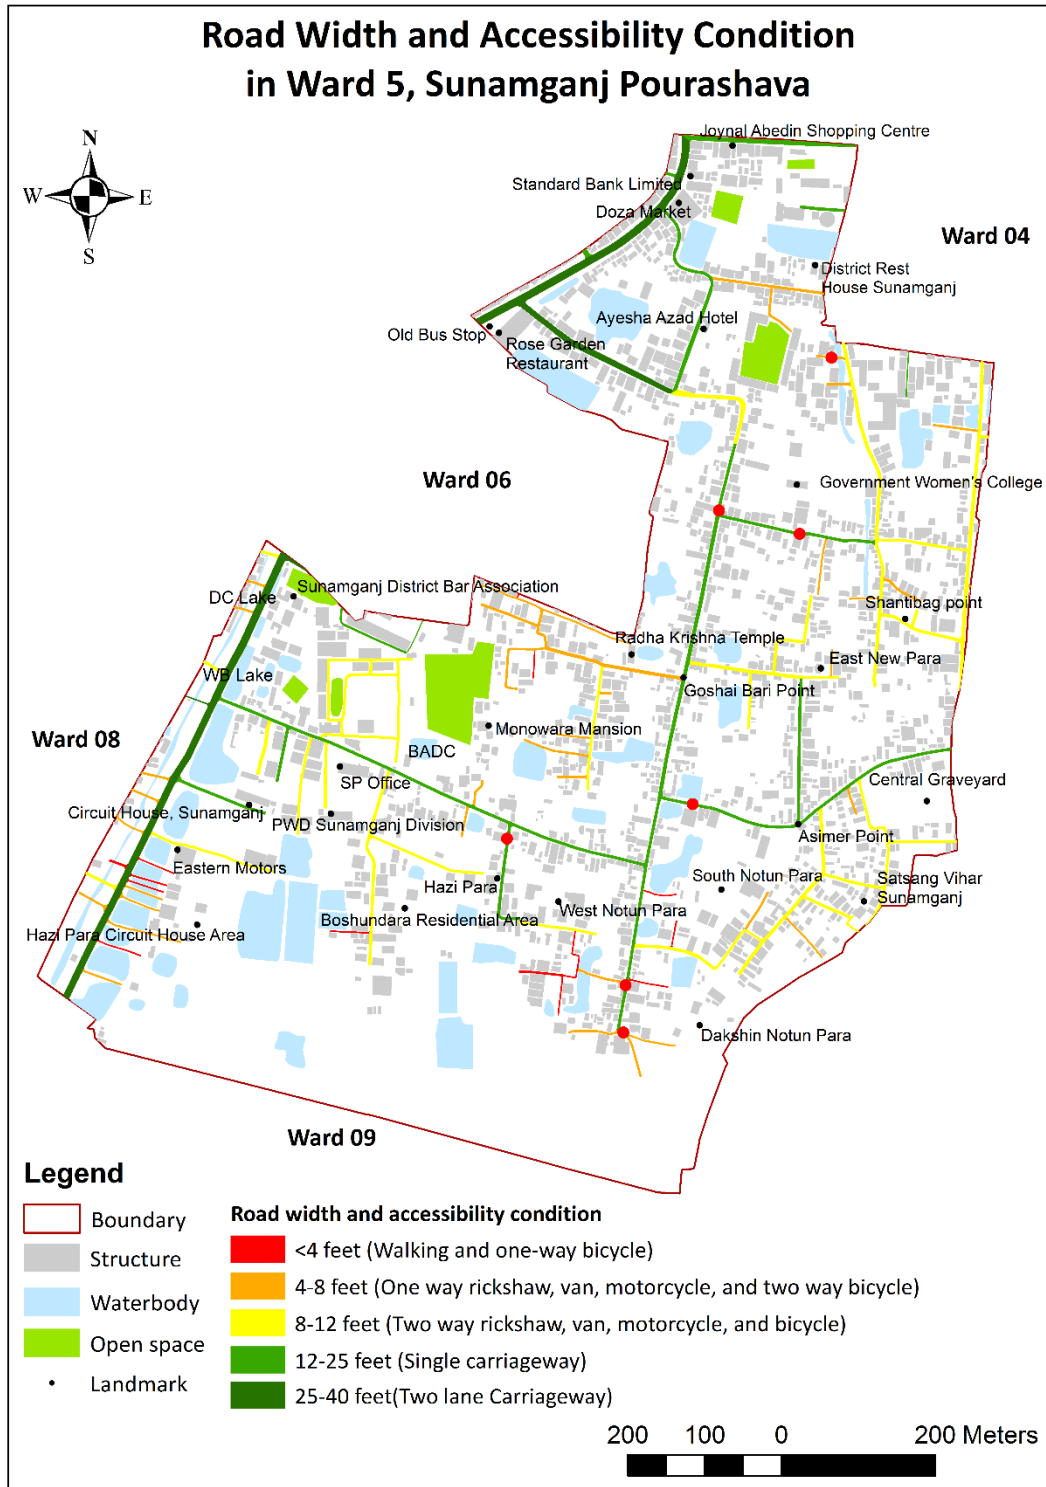 Road Width and Accessibility Condition
in Ward 5, Sunamganj Pourashava
N
W
E
S
Joynal Abedin Shopping Centre
Standard Bank Limited
Doza Market
Ward 04
District Rest
House Sunamganj
Ayesha Azad Hotel
Old Bus Stop
Rose Garden
Restaurant
Ward 06
Government Women's College
Sunamganj District Bar Association
DC Lake
Shantibag point
Radha Krishna Temple
East New Para
WB Lake
Goshai Bari Point
Ward 08
Monowara Mansion
BADC
SP Office
Central Graveyard
Circuit House, Sunamganj
PWD Sunamganj Division
Asimer Point
Eastern Motors
Hazi Para
South Notun Para
Satsang Vihar
Sunamganj
Boshundara Residential Area
West Notun Para
Hazi Para Circuit House Area
Dakshin Notun Para
Ward 09
Legend
Boundary
Structure
Waterbody
Open space
Landmark
Road width and accessibility condition
<4 feet (Walking and one-way bicycle)
4-8 feet (One way rickshaw, van, motorcycle, and two way bicycle)
8-12 feet (Two way rickshaw, van, motorcycle, and bicycle)
12-25 feet (Single carriageway)
25-40 feet(Two lane Carriageway)
200 100 0 200 Meters